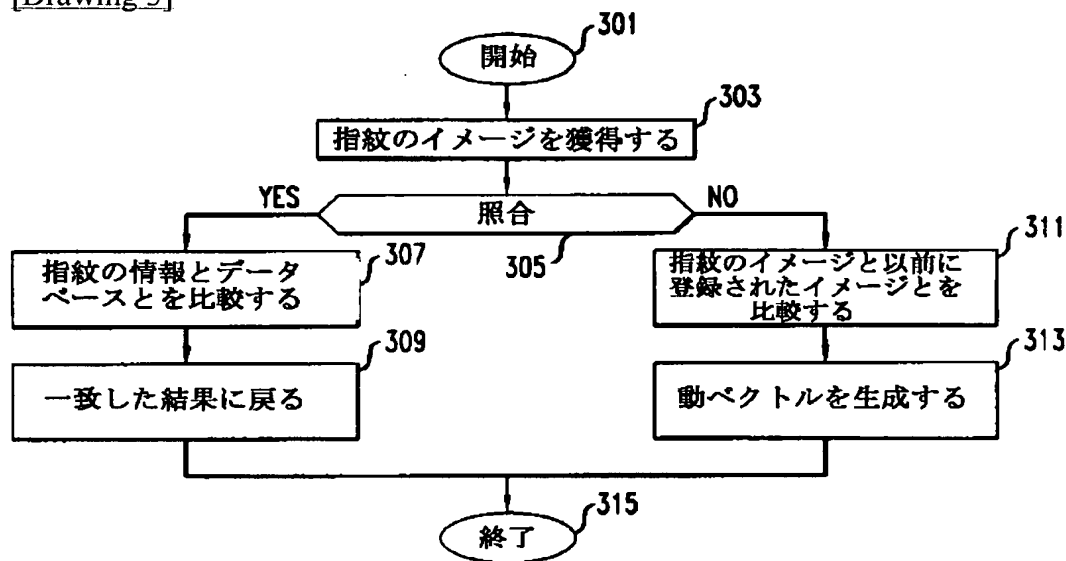 301
開始
303
指紋のイメージを獲得する
YES
照合
NO
305
307
指紋の情報とデータ
ベースとを比較する
311
指紋のイメージと以前に
登録されたイメージとを
比較する
309
一致した結果に戻る
313
動ベクトルを生成する
315
終了